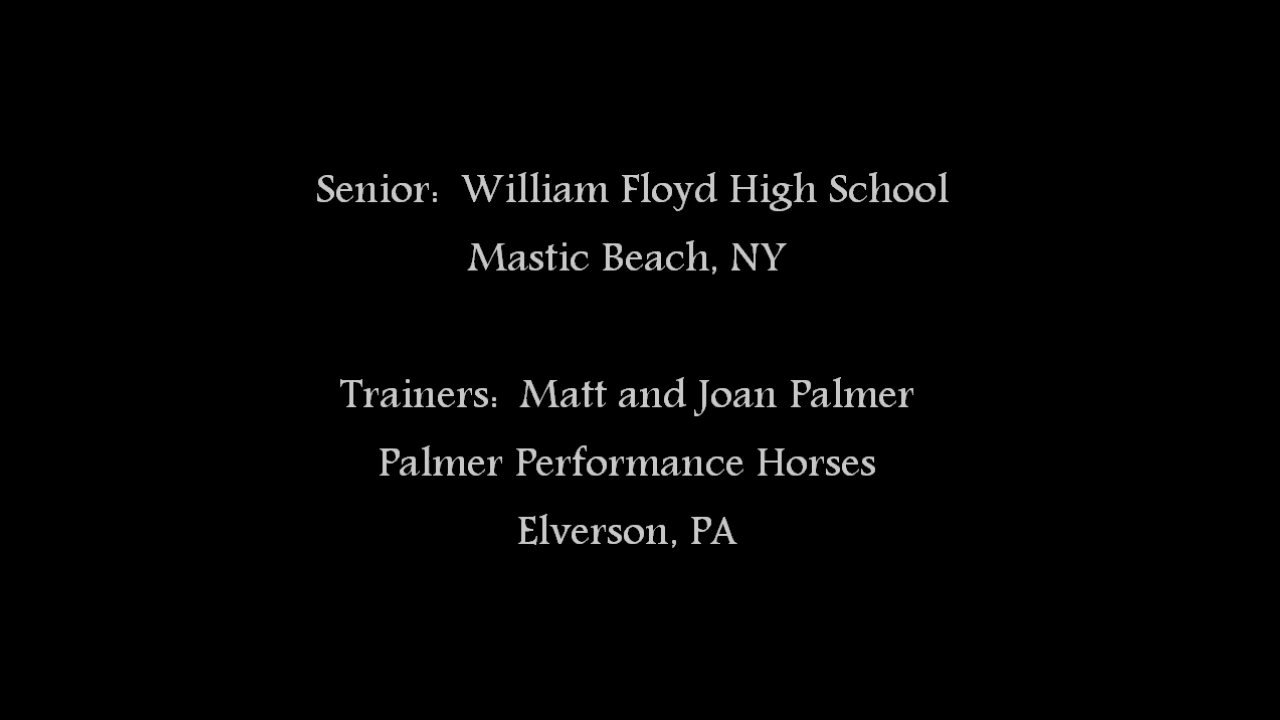 Senior:  William Floyd High School
Mastic Beach, NY
Trainers:  Matt and Joan Palmer
Palmer Performance Horses
Elverson, PA